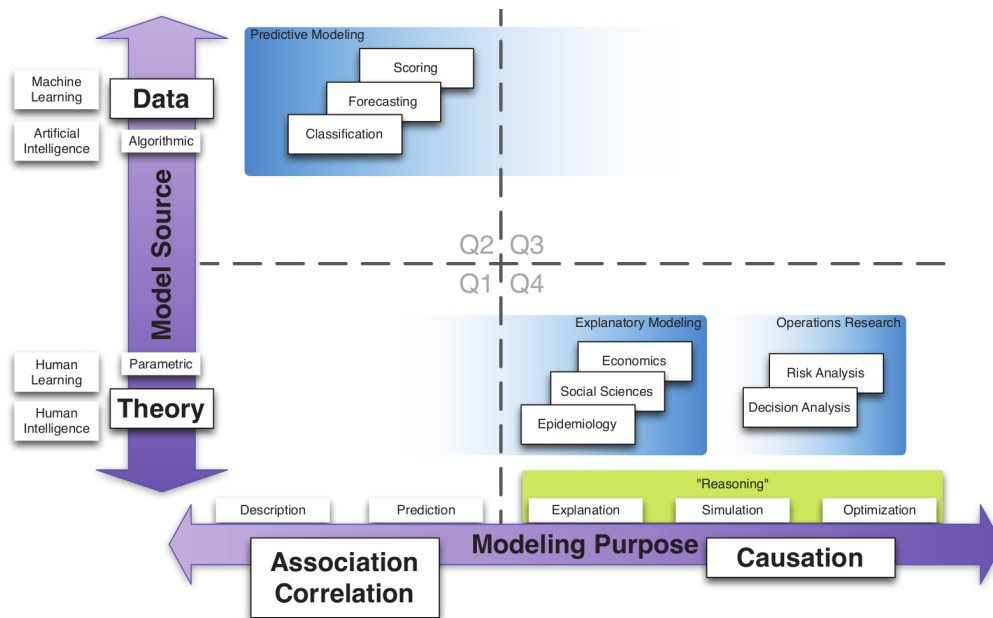 Predictive Modeling
Scoring
Forecasting
Classification
Machine
Learning
Data
Artificial
Intelligence
Algorithmic
Model Source
Q2 Q3
Q1 Q4
Explanatory Modeling
Economics
Social Sciences
Epidemiology
Operations Research
Risk Analysis
Decision Analysis
Human
Learning
Parametric
Theory
Human
Intelligence
"Reasoning"
Description
Prediction
Explanation
Simulation
Optimization
Modeling Purpose
Association
Correlation
Causation